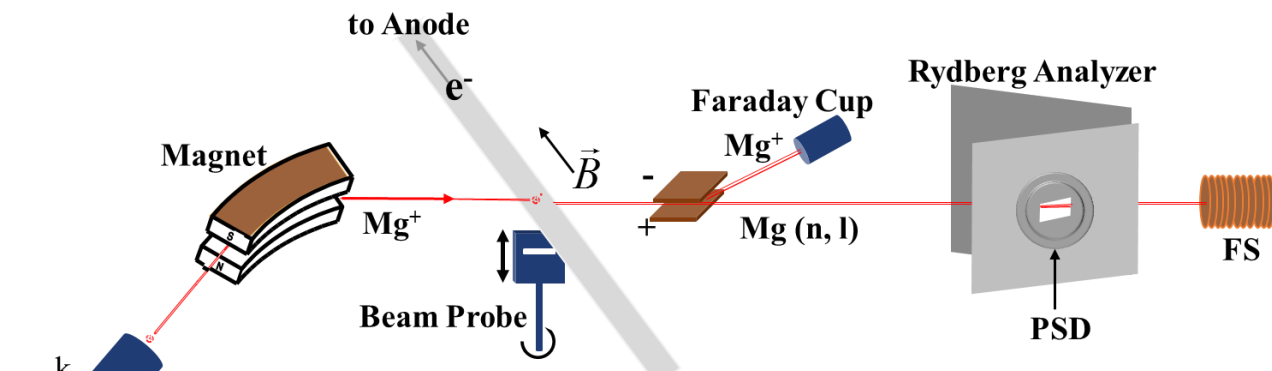 to Anode
e-
Rydberg Analyzer
Faraday Cup
Magnet
Mg+
B
-
Mg+
+
Mg (n, l)
S
N
FS
Beam Probe
PSD
k